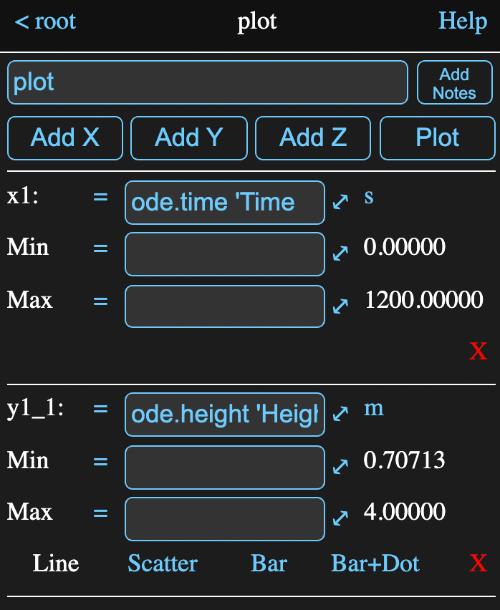 < root plot Help
plot Add Notes
Add X Add Y Add Z Plot
x1: = ode.time 'Time ⤢ s
Min = ⤢ 0.00000
Max = ⤢ 1200.00000
X
y1_1: = ode.height 'Heigh ⤢ m
Min = ⤢ 0.70713
Max = ⤢ 4.00000
Line Scatter Bar Bar+Dot X